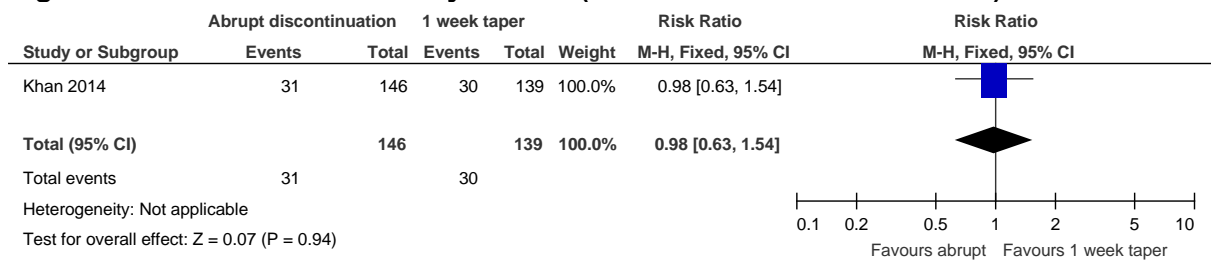 Abrupt discontinuation 1 week taper Risk Ratio Risk Ratio
Study or Subgroup Events Total Events Total Weight M-H, Fixed, 95% CI M-H, Fixed, 95% CI
Khan 2014 31 146 30 139 100.0% 0.98 [0.63, 1.54]
Total (95% CI) 146 139 100.0% 0.98 [0.63, 1.54]
Total events 31 30
Heterogeneity: Not applicable
Test for overall effect: Z = 0.07 (P = 0.94)
0.1 0.2 0.5 1 2 5 10
Favours abrupt Favours 1 week taper